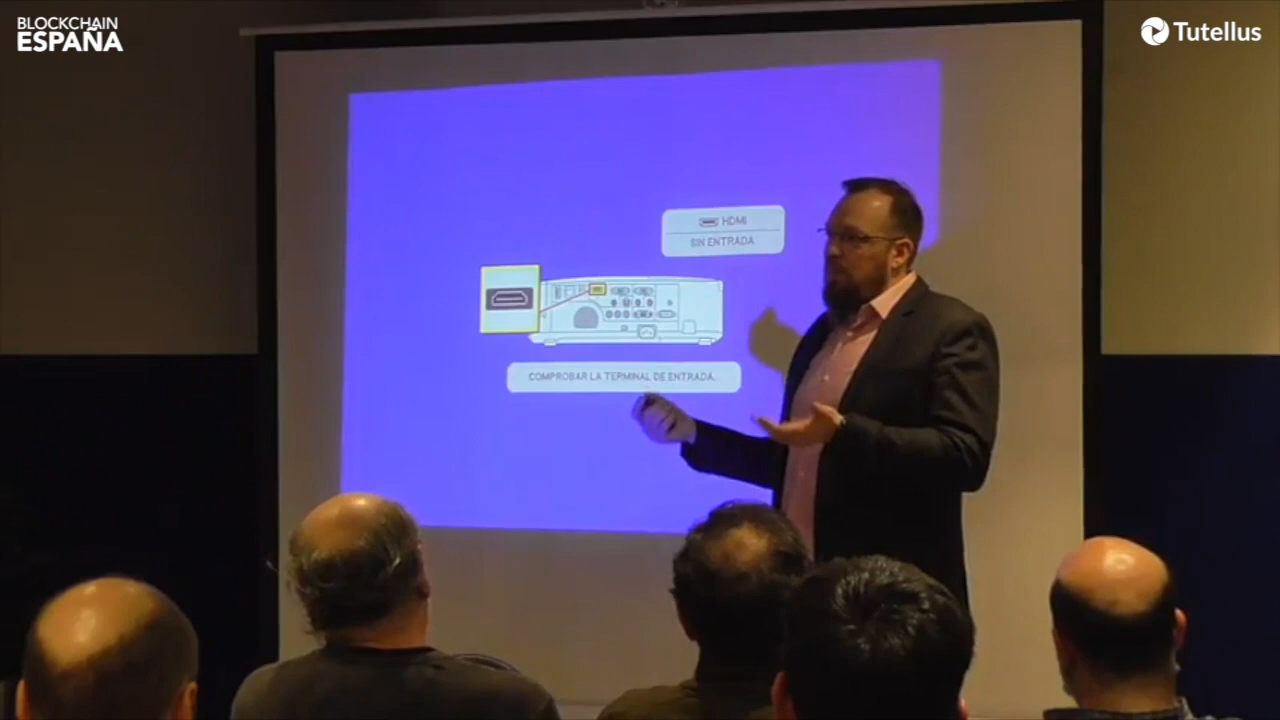 BLOCKCHAIN
ESPAÑA
Tutellus
HDMI
SIN ENTRADA
COMPROBAR LA TERMINAL DE ENTRADA.